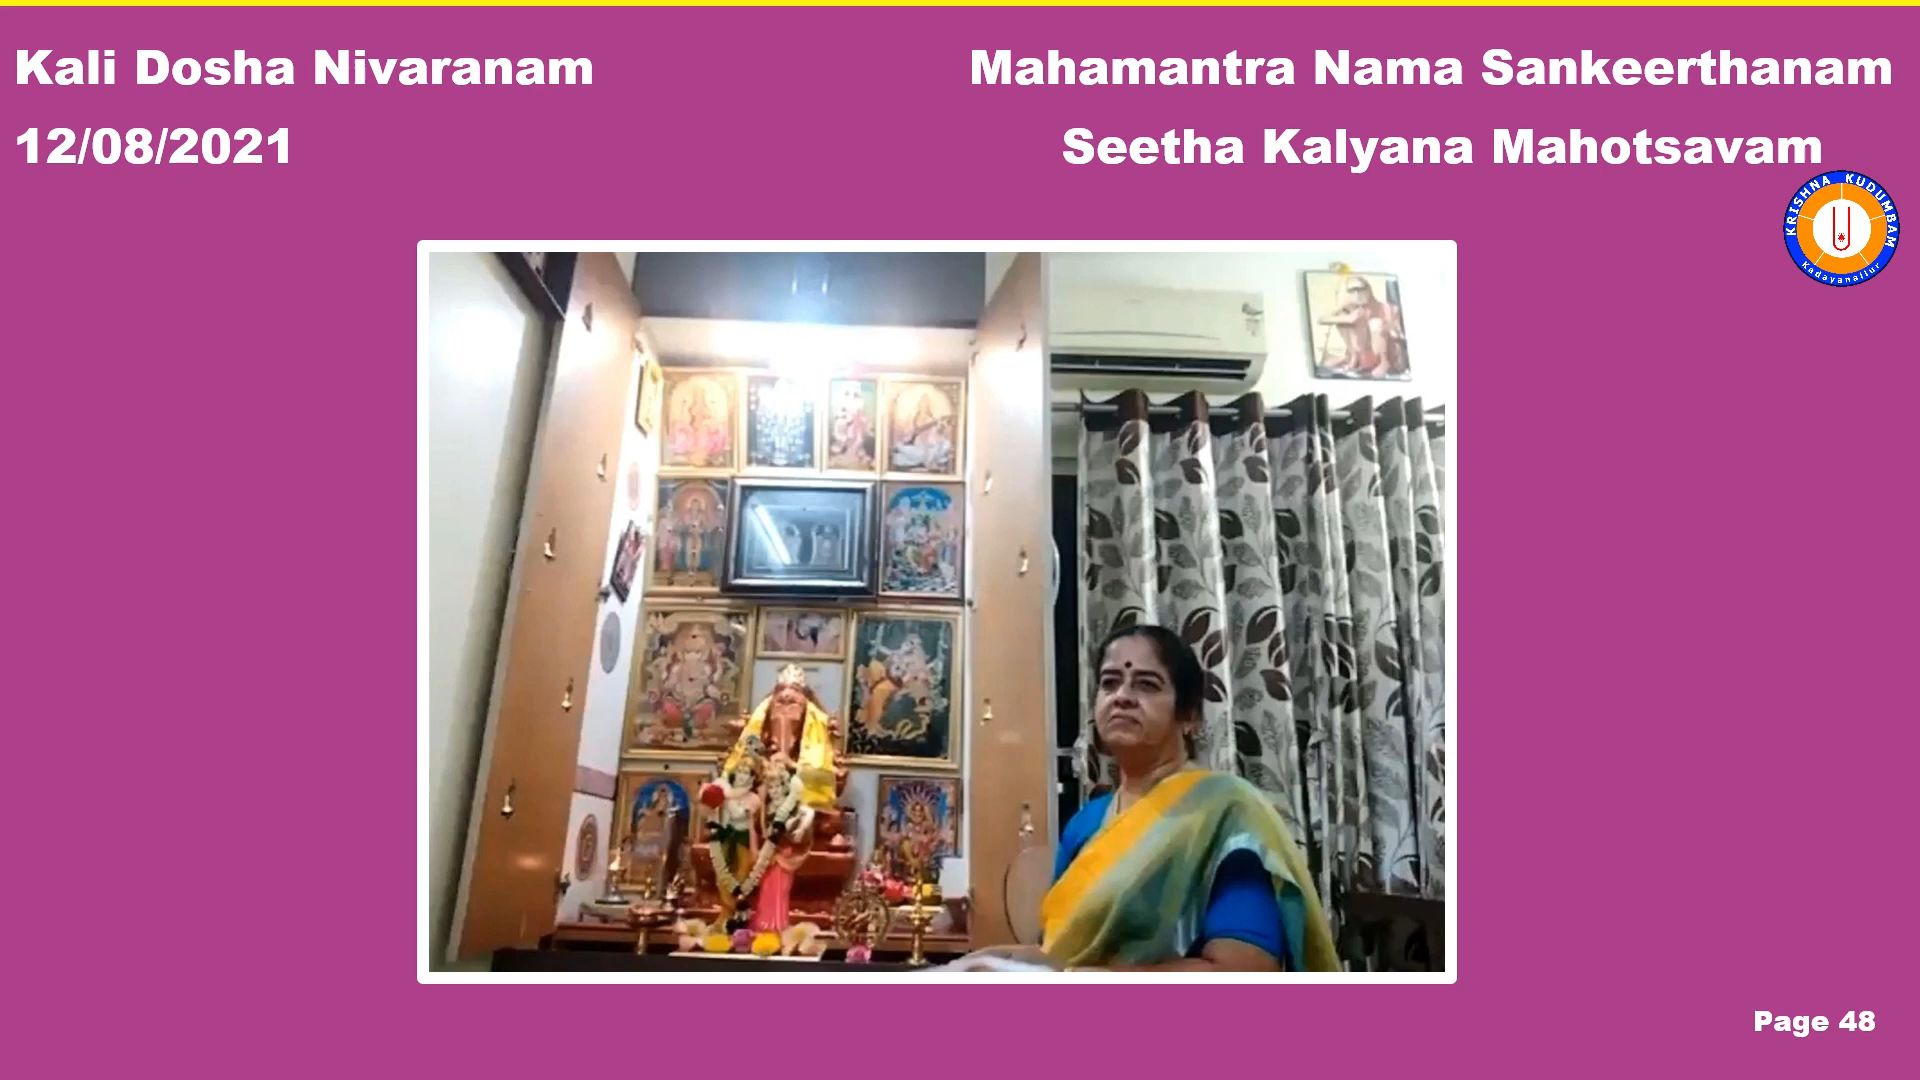 Kali Dosha Nivaranam
Mahamantra Nama Sankeerthanam
12/08/2021
Seetha Kalyana Mahotsavam
KRISHNA KUDUMBAM
Kadayanallur
Page 48